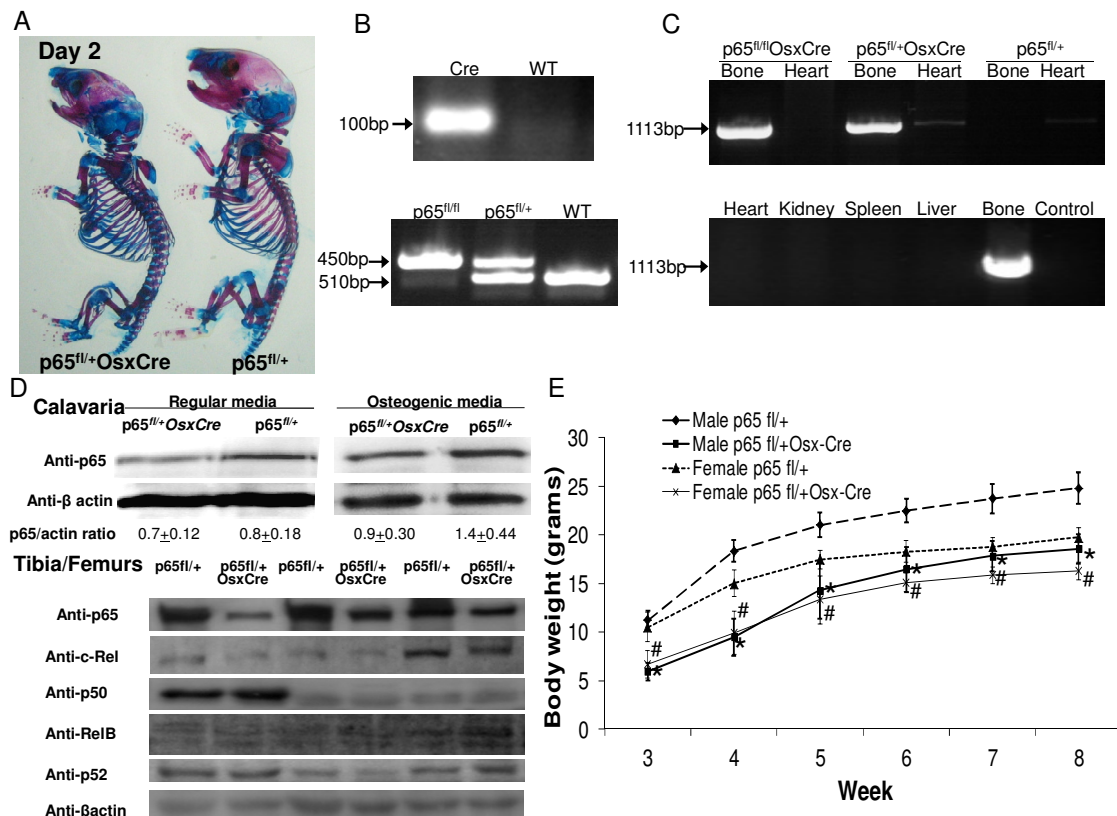 A
Day 2
p65fl/+OsxCre
p65fl/+
B
Cre WT
100bp
p65fl/fl p65fl/+ WT
450bp
510bp
C
p65fl/flOsxCre p65fl/+OsxCre p65fl/+
Bone Heart Bone Heart Bone Heart
1113bp
Heart Kidney Spleen Liver Bone Control
1113bp
D
Calavaria
Regular media Osteogenic media
p65fl/+OsxCre p65fl/+ p65fl/+OsxCre p65fl/+
Anti-p65
Anti-β actin
p65/actin ratio 0.7±0.12 0.8±0.18 0.9±0.30 1.4±0.44
Tibia/Femurs
p65fl/+ p65fl/+ OsxCre p65fl/+ p65fl/+ OsxCre p65fl/+ p65fl/+ OsxCre
Anti-p65
Anti-c-Rel
Anti-p50
Anti-RelB
Anti-p52
Anti-βactin
E
Male p65 fl/+
Male p65 fl/+Osx-Cre
Female p65 fl/+
Female p65 fl/+Osx-Cre
Body weight (grams)
30
25
20
15
10
5
0
# # # # # #
* * * * * *
3 4 5 6 7 8
Week